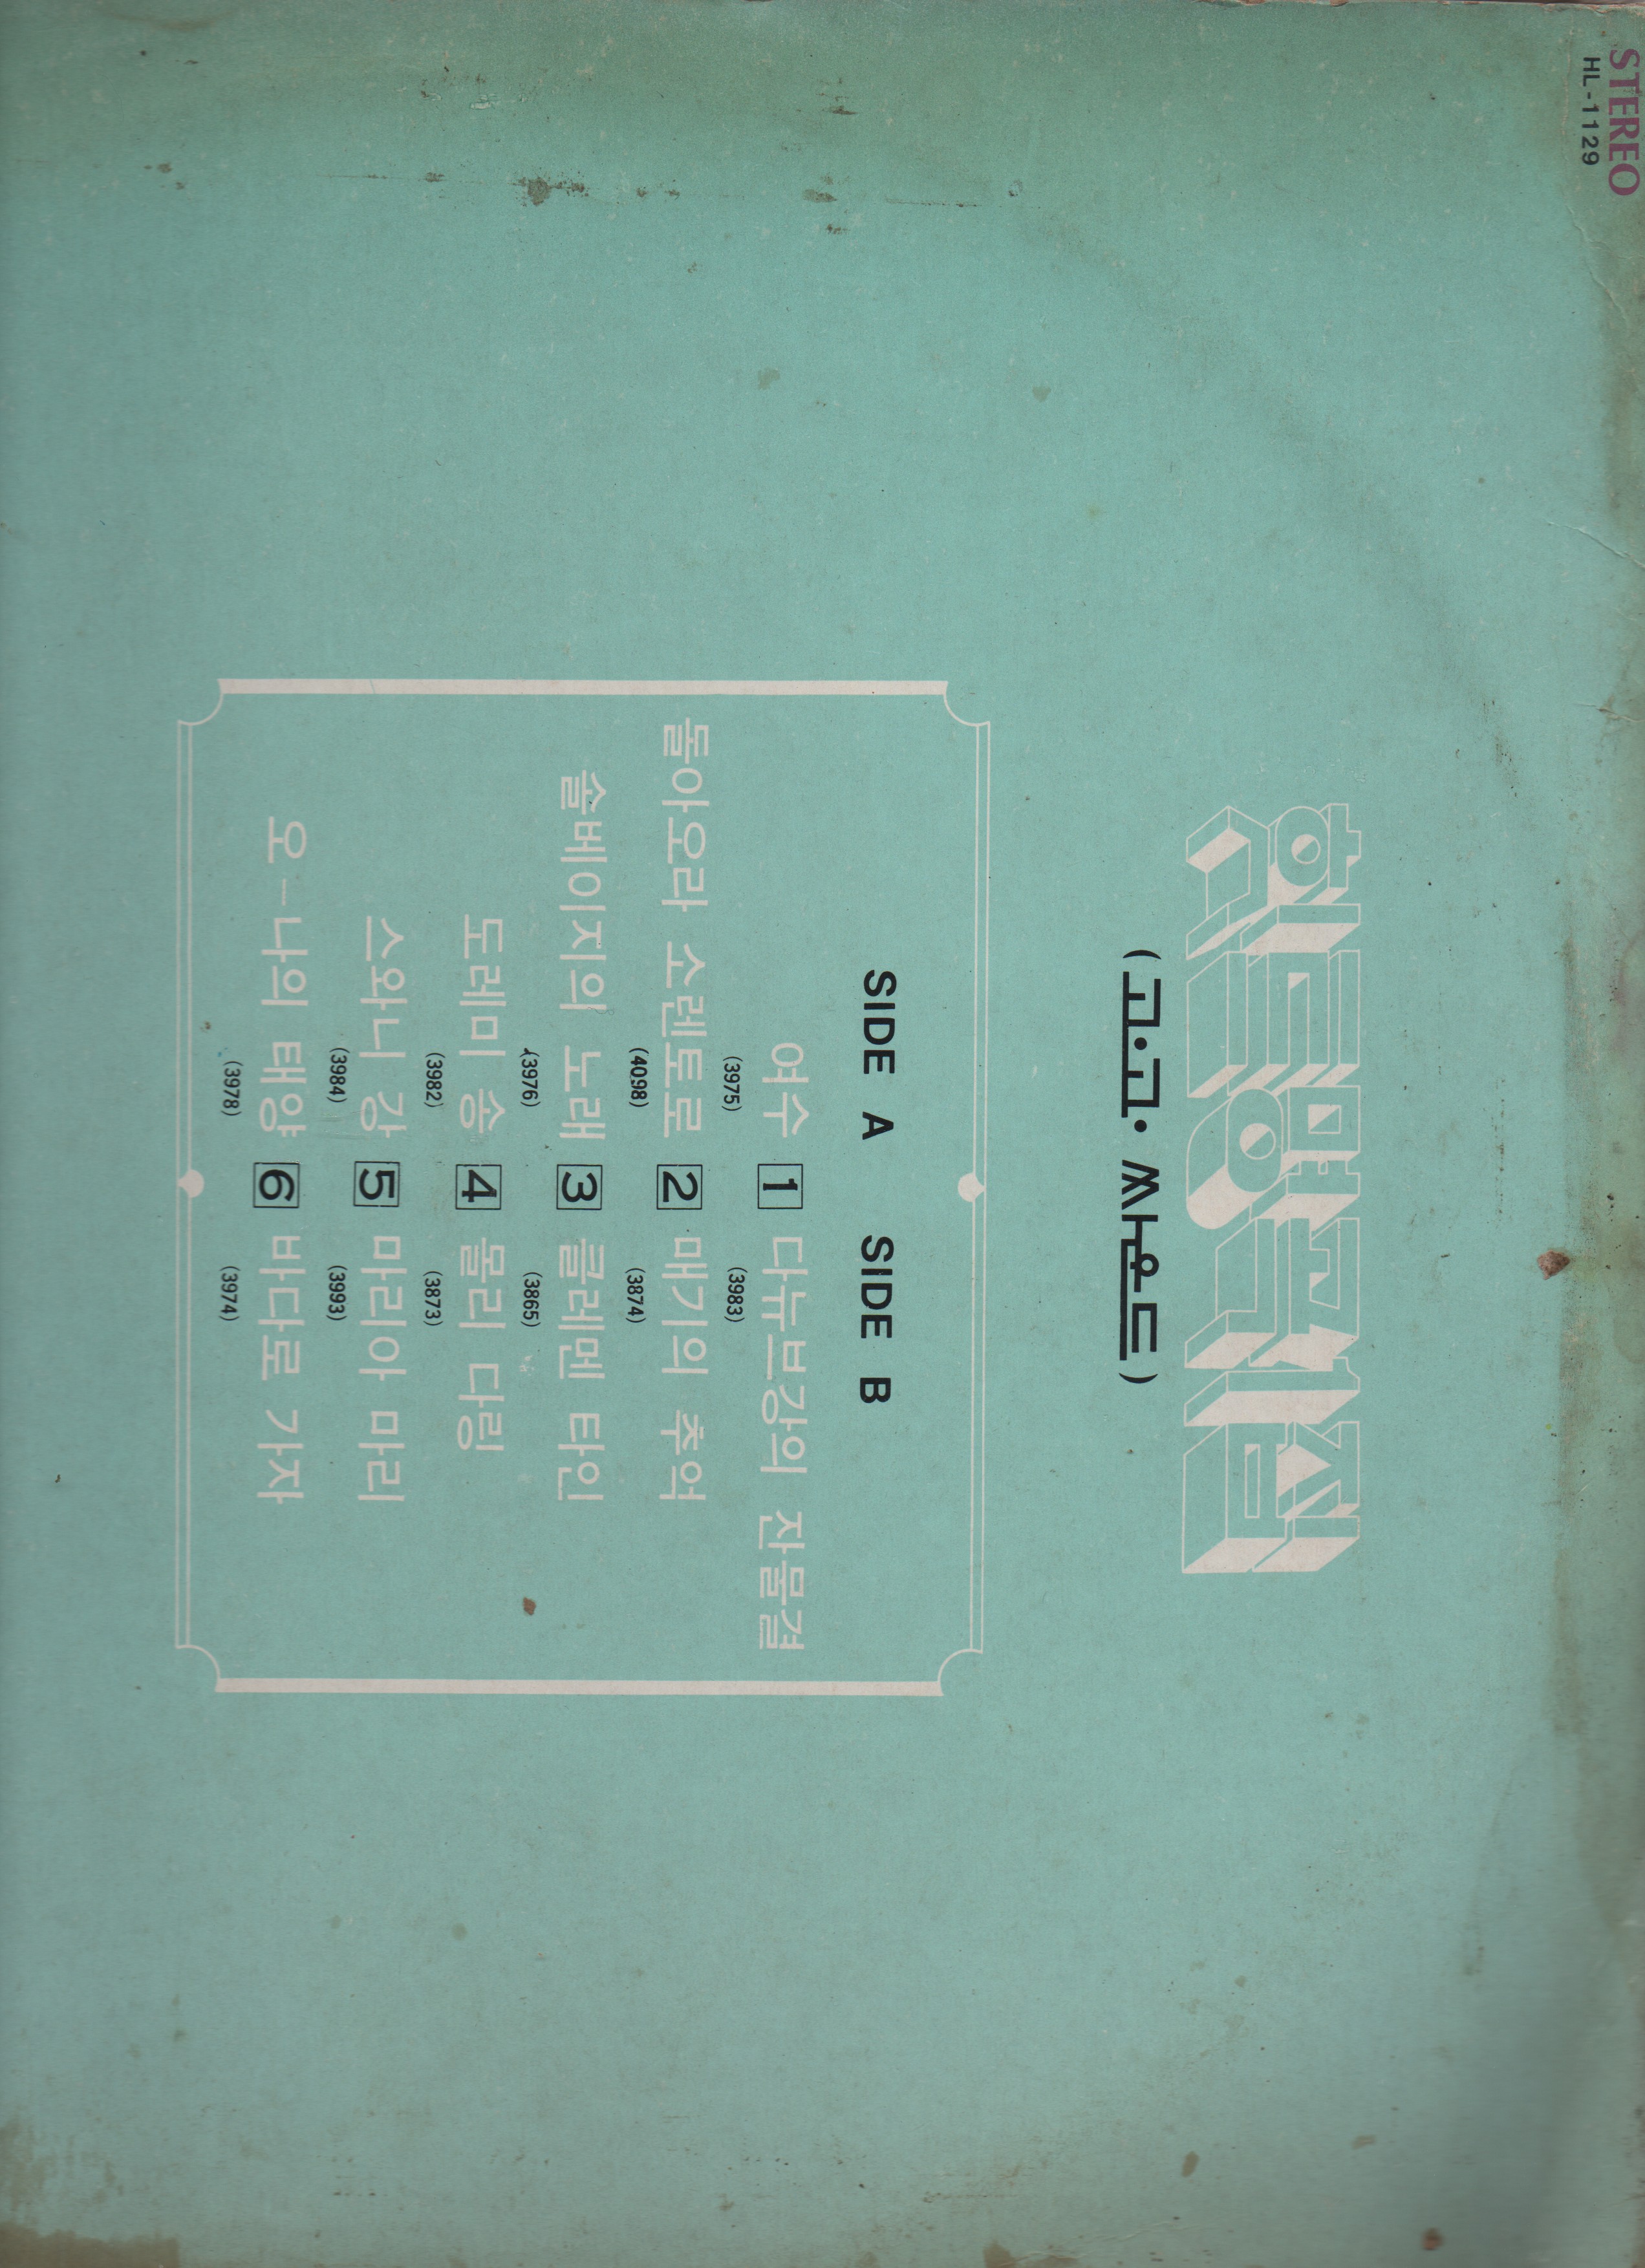 STEREO
HL-1129
(고·고·싸운드)
SIDE A SIDE B
여수 1 다뉴브강의 잔물결
(3975) (3983)
돌아오라 소렌토로 2 매기의 추억
(4098) (3874)
솔베이지의 노래 3 클레멘 타인
(3976) (3865)
도레미 송 4 몰리 다링
(3982) (3873)
스와니 강 5 마리아 마리
(3984) (3993)
오-나의 태양 6 바다로 가자
(3978) (3974)